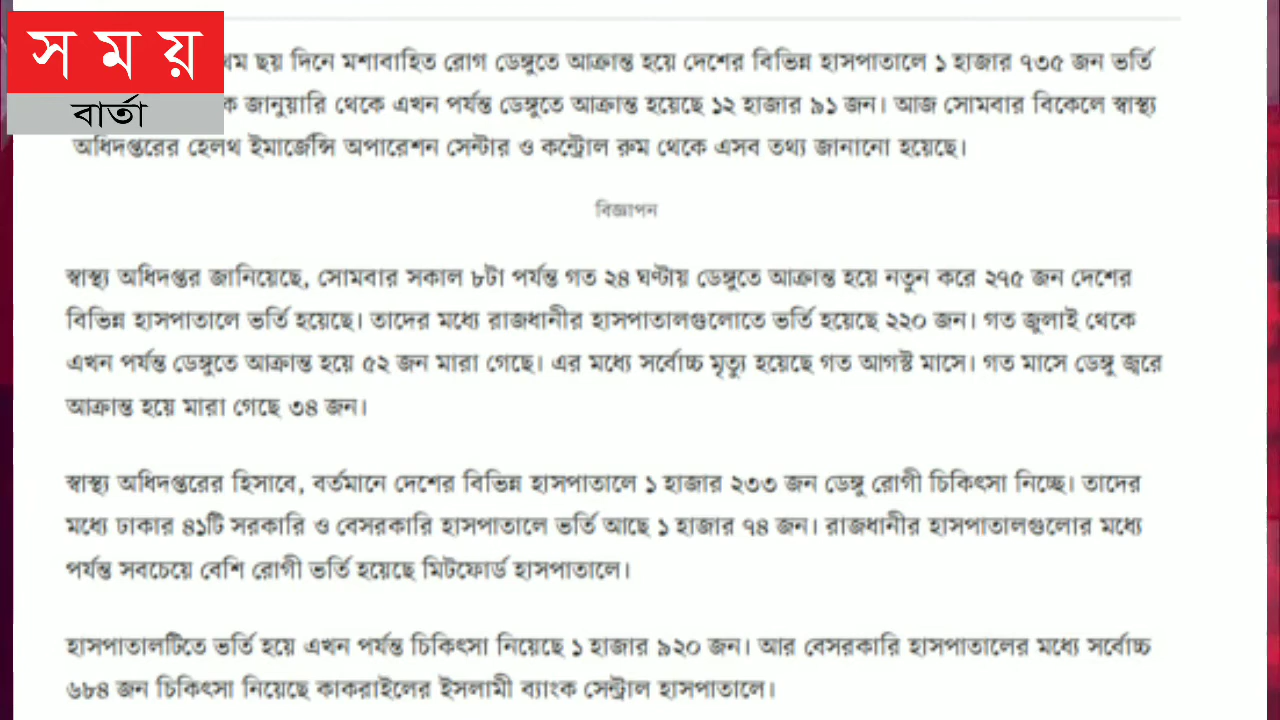 সময়
বার্তা
ছয় দিনে মশাবাহিত রোগ ডেঙ্গুতে আক্রান্ত হয়ে দেশের বিভিন্ন হাসপাতালে ১ হাজার ৭৩৫ জন ভর্তি
জানুয়ারি থেকে এখন পর্যন্ত ডেঙ্গুতে আক্রান্ত হয়েছে ১২ হাজার ৯১ জন। আজ সোমবার বিকেলে স্বাস্থ্য
অধিদপ্তরের হেলথ ইমার্জেন্সি অপারেশন সেন্টার ও কন্ট্রোল রুম থেকে এসব তথ্য জানানো হয়েছে।
বিজ্ঞাপন
স্বাস্থ্য অধিদপ্তর জানিয়েছে, সোমবার সকাল ৮টা পর্যন্ত গত ২৪ ঘণ্টায় ডেঙ্গুতে আক্রান্ত হয়ে নতুন করে ২৭৫ জন দেশের
বিভিন্ন হাসপাতালে ভর্তি হয়েছে। তাদের মধ্যে রাজধানীর হাসপাতালগুলোতে ভর্তি হয়েছে ২২০ জন। গত জুলাই থেকে
এখন পর্যন্ত ডেঙ্গুতে আক্রান্ত হয়ে ৫২ জন মারা গেছে। এর মধ্যে সর্বোচ্চ মৃত্যু হয়েছে গত আগস্ট মাসে। গত মাসে ডেঙ্গু জ্বরে
আক্রান্ত হয়ে মারা গেছে ৩৪ জন।
স্বাস্থ্য অধিদপ্তরের হিসাবে, বর্তমানে দেশের বিভিন্ন হাসপাতালে ১ হাজার ২৩৩ জন ডেঙ্গু রোগী চিকিৎসা নিচ্ছে। তাদের
মধ্যে ঢাকার ৪১টি সরকারি ও বেসরকারি হাসপাতালে ভর্তি আছে ১ হাজার ৭৪ জন। রাজধানীর হাসপাতালগুলোর মধ্যে
পর্যন্ত সবচেয়ে বেশি রোগী ভর্তি হয়েছে মিটফোর্ড হাসপাতালে।
হাসপাতালটিতে ভর্তি হয়ে এখন পর্যন্ত চিকিৎসা নিয়েছে ১ হাজার ৯২০ জন। আর বেসরকারি হাসপাতালের মধ্যে সর্বোচ্চ
৬৮৪ জন চিকিৎসা নিয়েছে কাকরাইলের ইসলামী ব্যাংক সেন্ট্রাল হাসপাতালে।